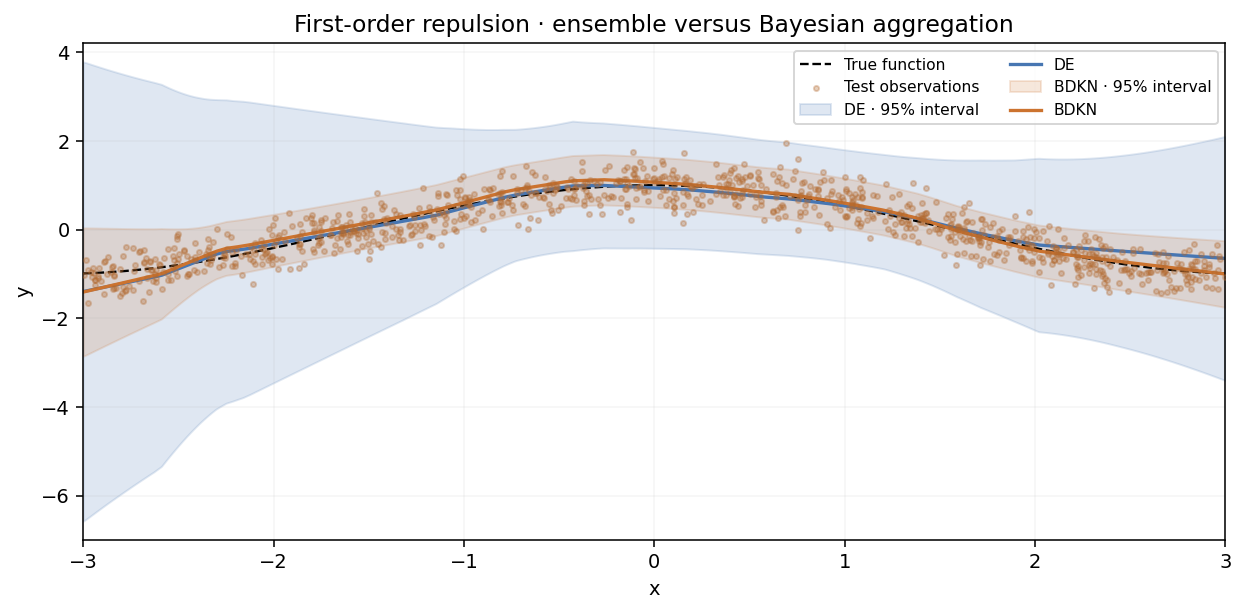 First-order repulsion · ensemble versus Bayesian aggregation
True function
Test observations
DE · 95% interval
DE
BDKN · 95% interval
BDKN
y
4
2
0
−2
−4
−6
−3
−2
−1
0
1
2
3
x